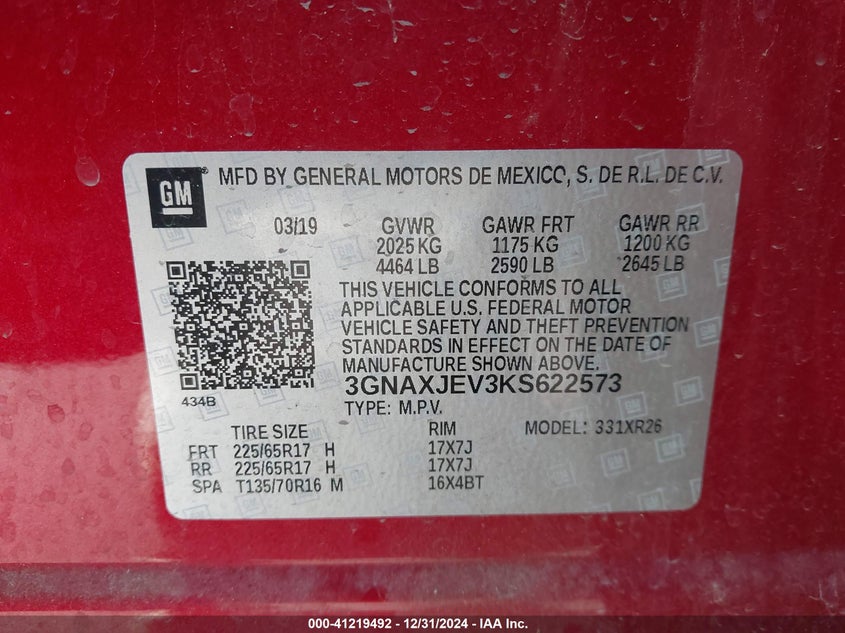 GM MFD BY GENERAL MOTORS DE MEXICO, S. DE R.L. DE C.V.
03/19 GVWR GAWR FRT GAWR RR
2025 KG 1175 KG 1200 KG
4464 LB 2590 LB 2645 LB
THIS VEHICLE CONFORMS TO ALL
APPLICABLE U.S. FEDERAL MOTOR
VEHICLE SAFETY AND THEFT PREVENTION
STANDARDS IN EFFECT ON THE DATE OF
MANUFACTURE SHOWN ABOVE.
3GNAXJEV3KS622573
434B TYPE: M.P.V.
TIRE SIZE RIM MODEL: 331XR26
FRT 225/65R17 H 17X7J
RR 225/65R17 H 17X7J
SPA T135/70R16 M 16X4BT
000-41219492 - 12/31/2024 - IAA Inc.